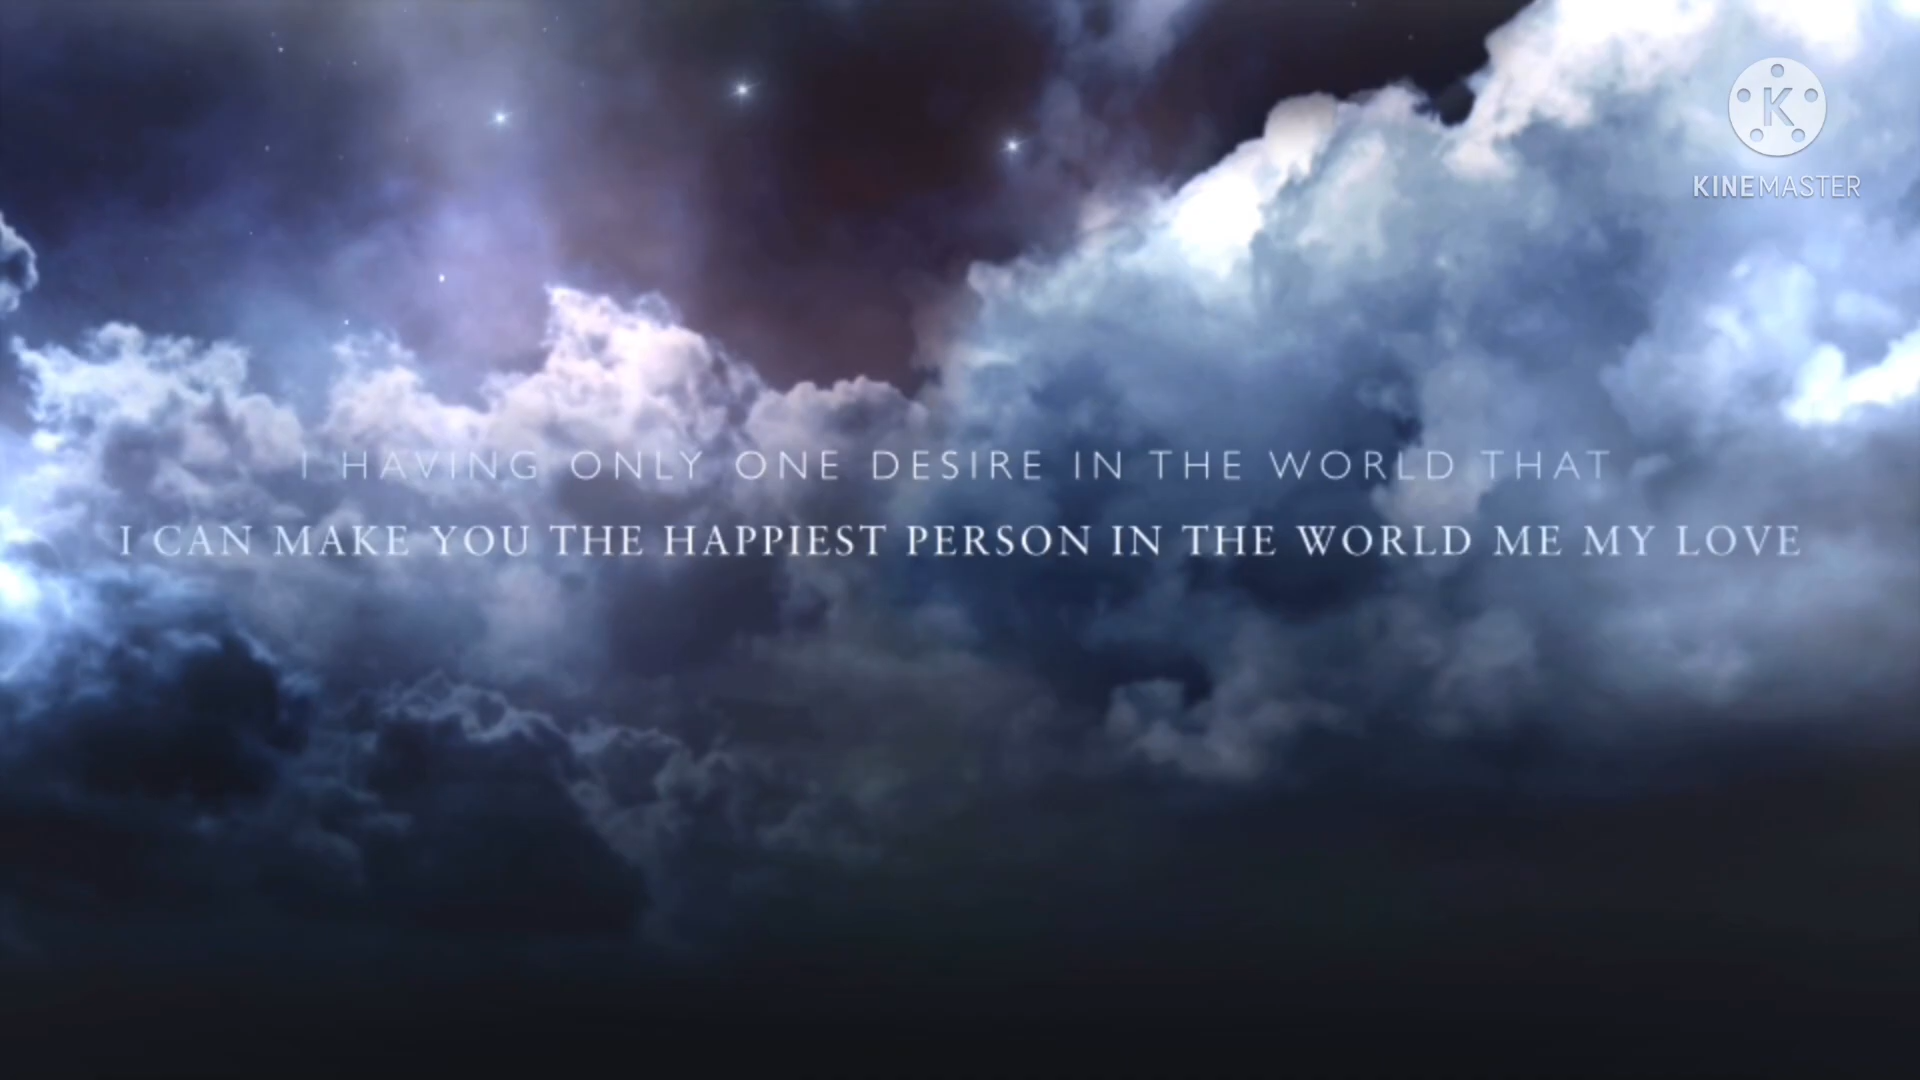 K
KINEMASTER
I HAVING ONLY ONE DESIRE IN THE WORLD THAT
I CAN MAKE YOU THE HAPPIEST PERSON IN THE WORLD ME MY LOVE